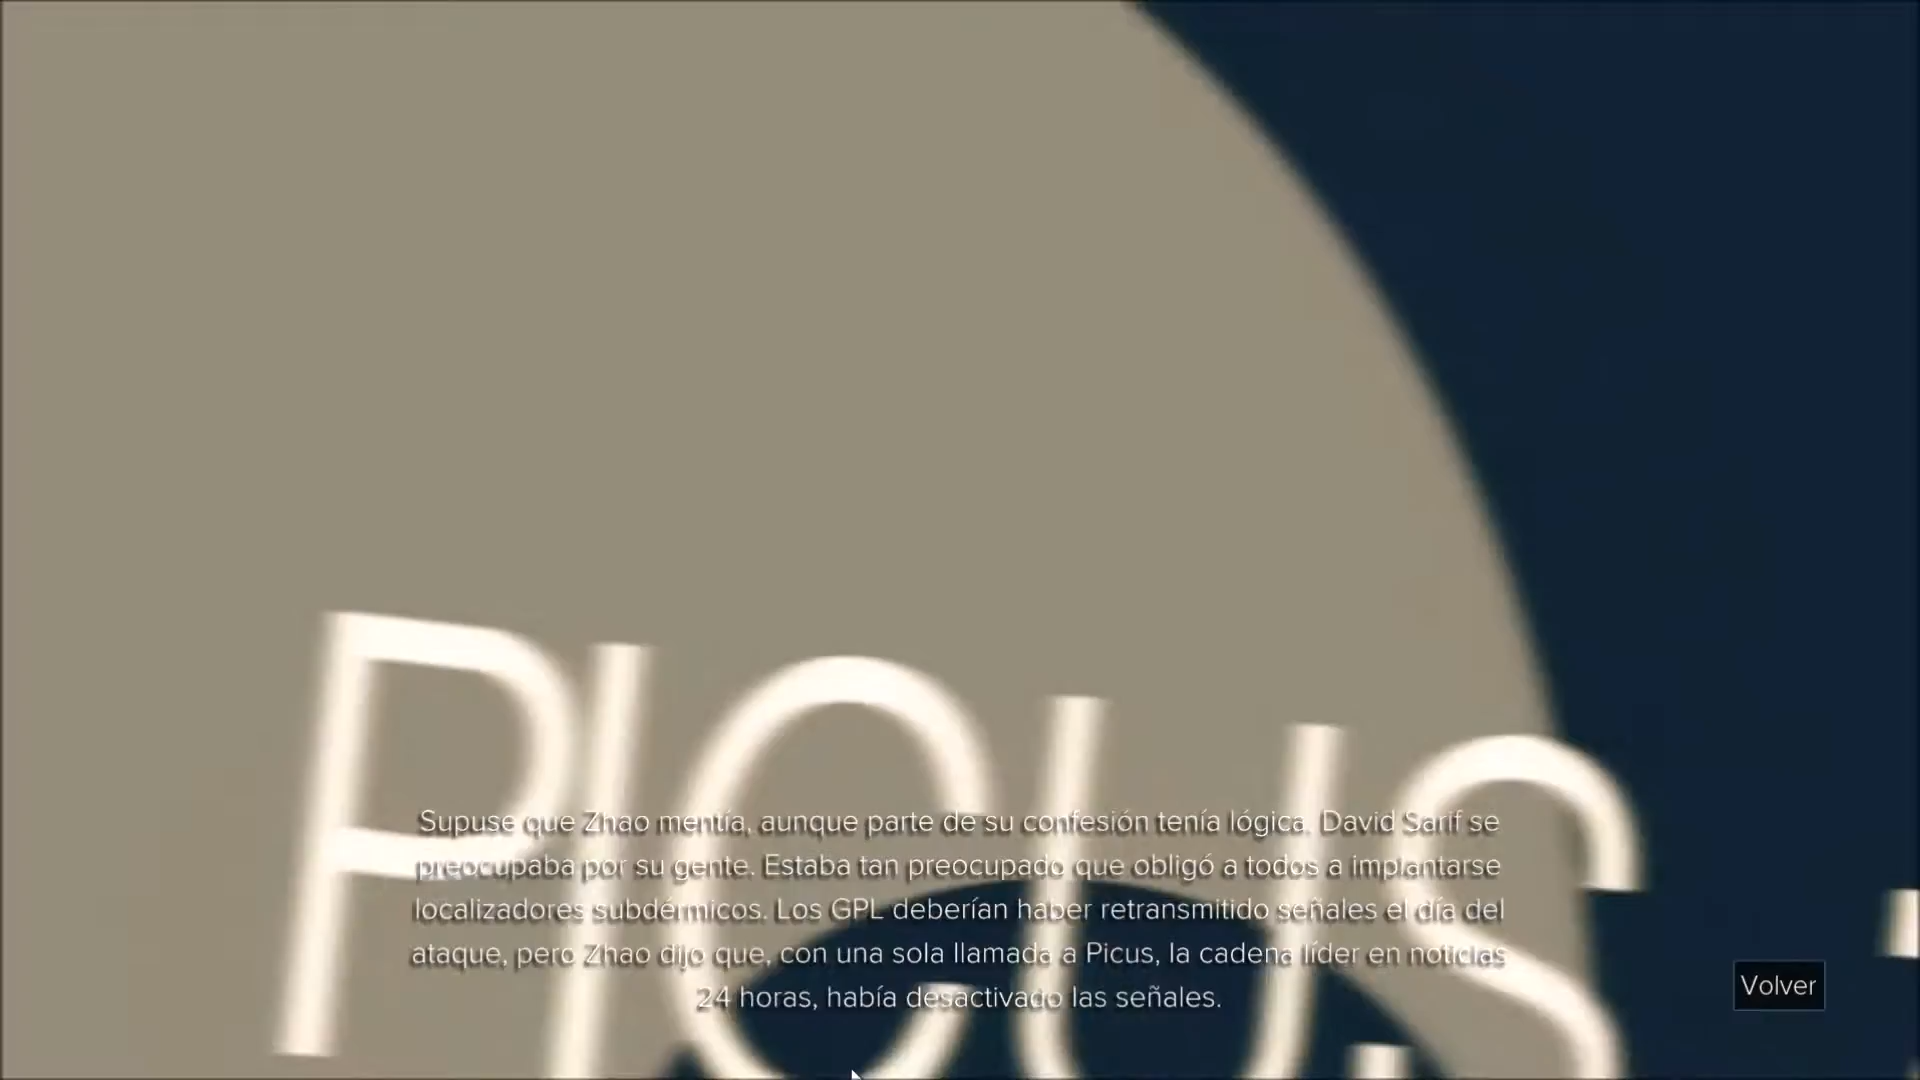 PICUS
Supuse que Zhao mentía, aunque parte de su confesión tenía lógica. David Sarif se
preocupaba por su gente. Estaba tan preocupado que obligó a todos a implantarse
localizadores subdérmicos. Los GPL deberían haber retransmitido señales el día del
ataque, pero Zhao dijo que, con una sola llamada a Picus, la cadena líder en noticias
24 horas, había desactivado las señales.
Volver